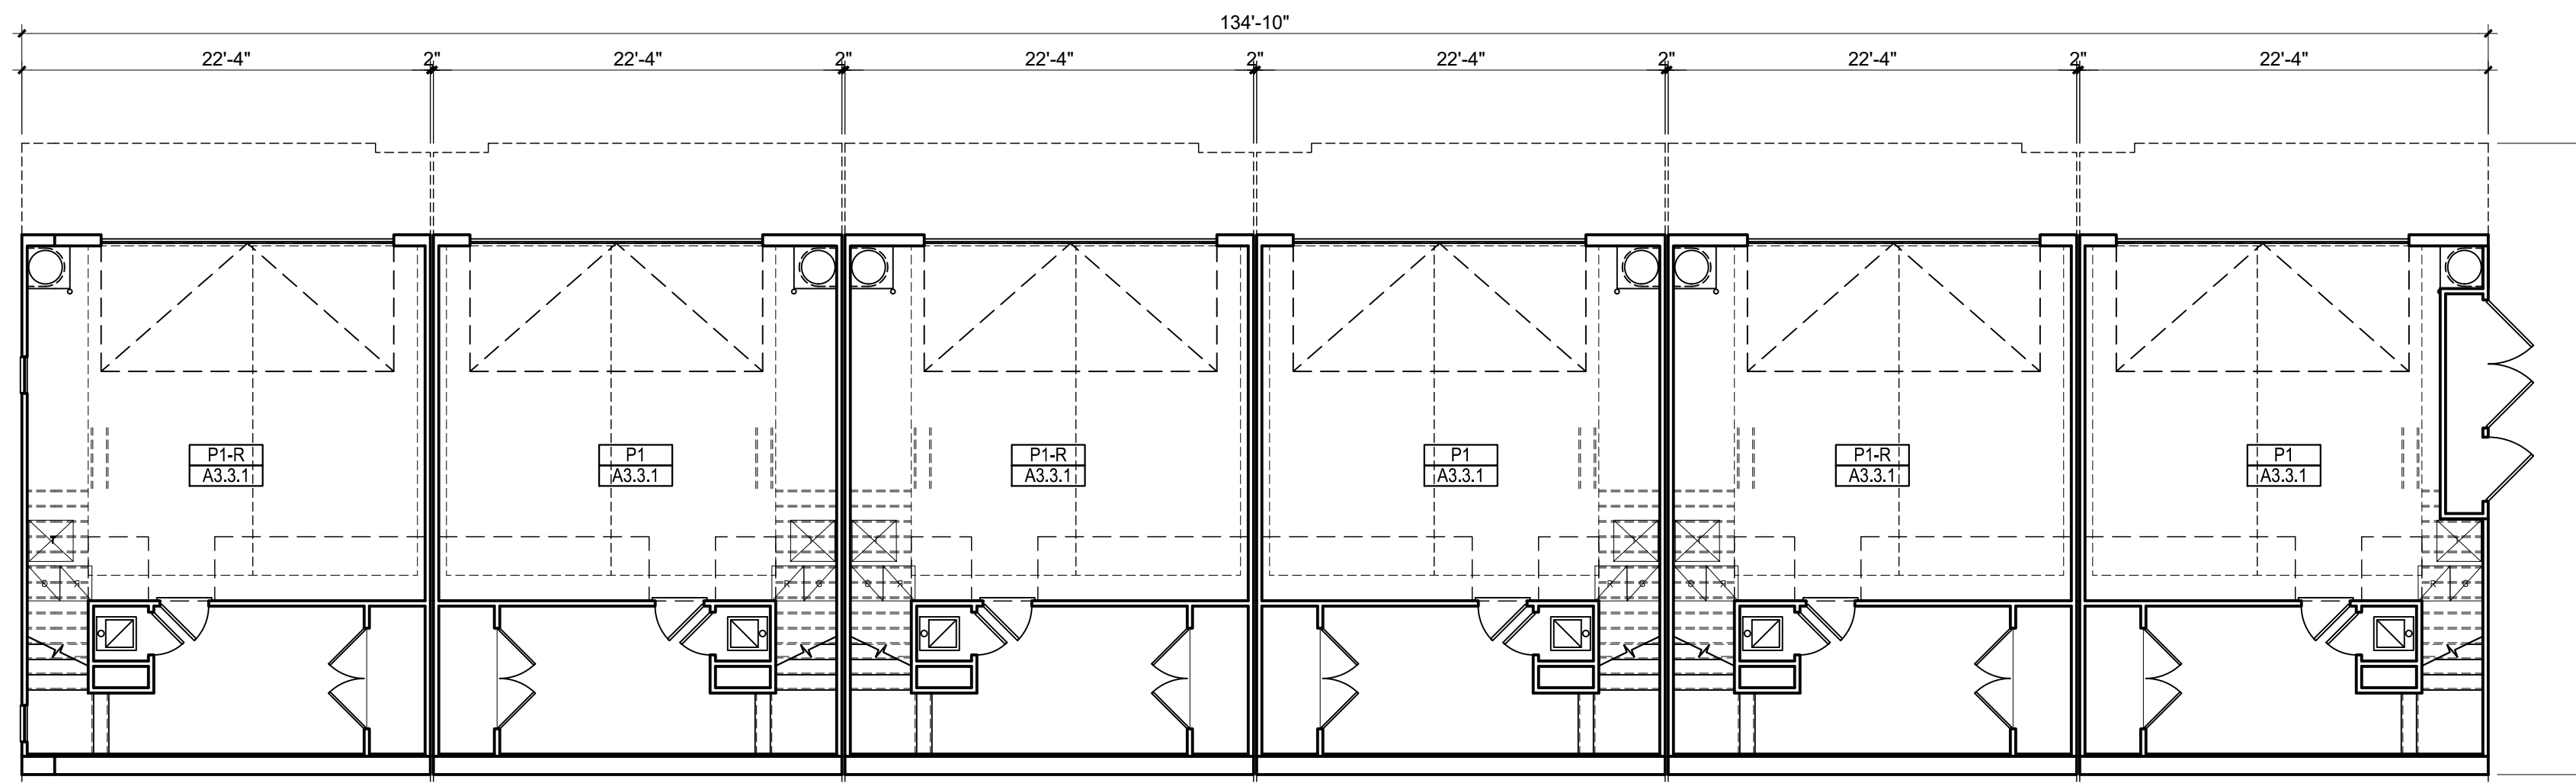 134'-10"
22'-4" 2" 22'-4" 2" 22'-4" 2" 22'-4" 2" 22'-4" 2" 22'-4"
P1-R P1 P1-R P1 P1-R P1
A3.3.1 A3.3.1 A3.3.1 A3.3.1 A3.3.1 A3.3.1